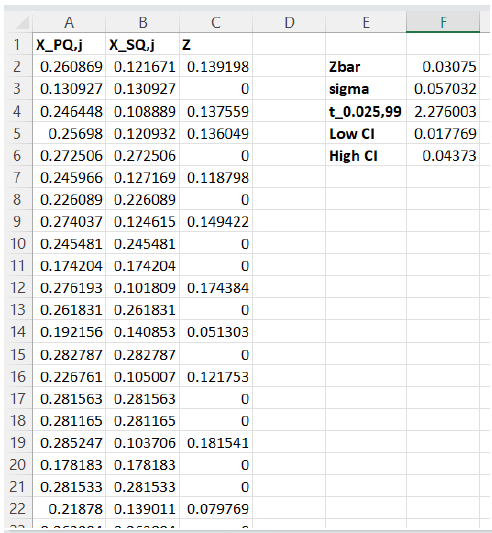 A B C D E F
1 X_PQ,j X_SQ,j Z
2 0.260869 0.121671 0.139198 Zbar 0.03075
3 0.130927 0.130927 0 sigma 0.057032
4 0.246448 0.108889 0.137559 t_0.025,99 2.276003
5 0.25698 0.120932 0.136049 Low CI 0.017769
6 0.272506 0.272506 0 High CI 0.04373
7 0.245966 0.127169 0.118798
8 0.226089 0.226089 0
9 0.274037 0.124615 0.149422
10 0.245481 0.245481 0
11 0.174204 0.174204 0
12 0.276193 0.101809 0.174384
13 0.261831 0.261831 0
14 0.192156 0.140853 0.051303
15 0.282787 0.282787 0
16 0.226761 0.105007 0.121753
17 0.281563 0.281563 0
18 0.281165 0.281165 0
19 0.285247 0.103706 0.181541
20 0.178183 0.178183 0
21 0.281533 0.281533 0
22 0.21878 0.139011 0.079769